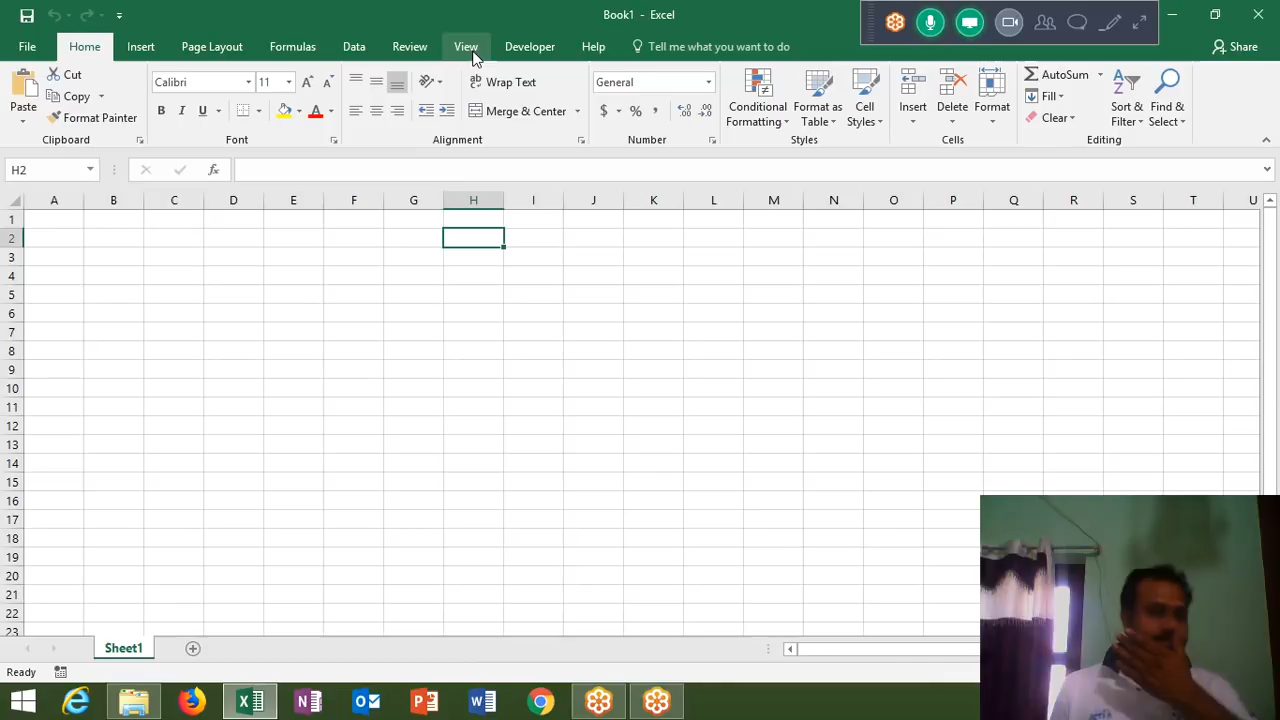 Book1 - Excel
File Home Insert Page Layout Formulas Data Review View Developer Help Tell me what you want to do Share
Paste Cut Copy Format Painter Clipboard
Calibri 11 B I U A Font
Wrap Text Merge & Center Alignment
General $ % , Number
Conditional Formatting Format as Table Cell Styles Styles
Insert Delete Format Cells
AutoSum Fill Clear Sort & Filter Find & Select Editing
H2 fx
A B C D E F G H I J K L M N O P Q R S T U
1
2
3
4
5
6
7
8
9
10
11
12
13
14
15
16
17
18
19
20
21
22
23
Sheet1
Ready